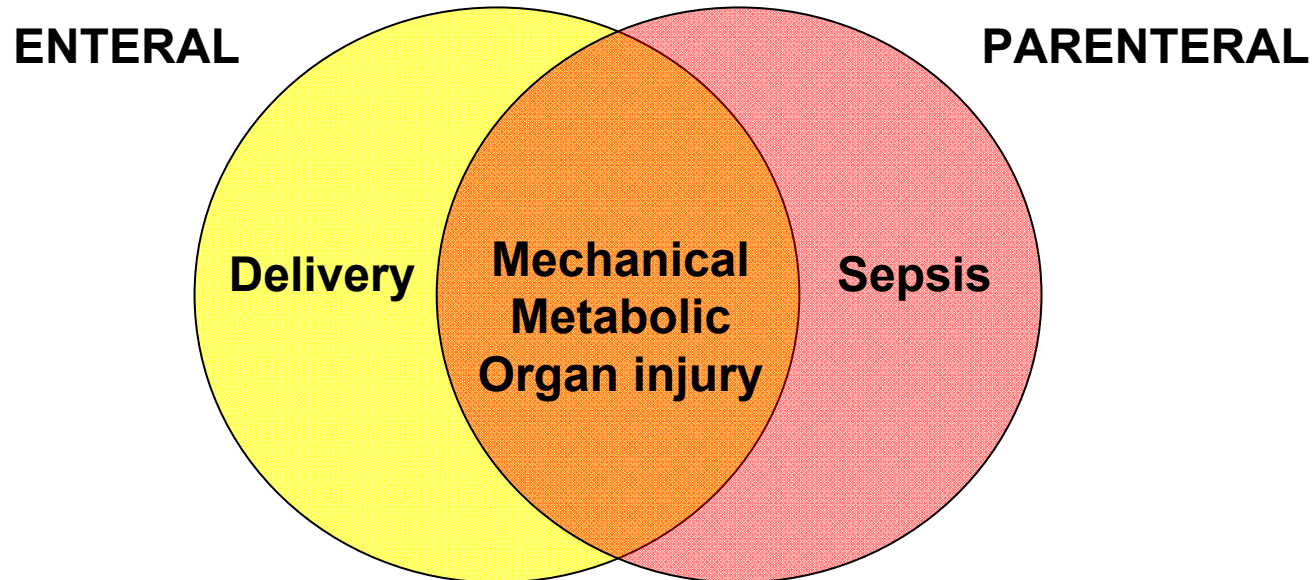 ENTERAL
PARENTERAL
Delivery
Mechanical
Metabolic
Organ injury
Sepsis